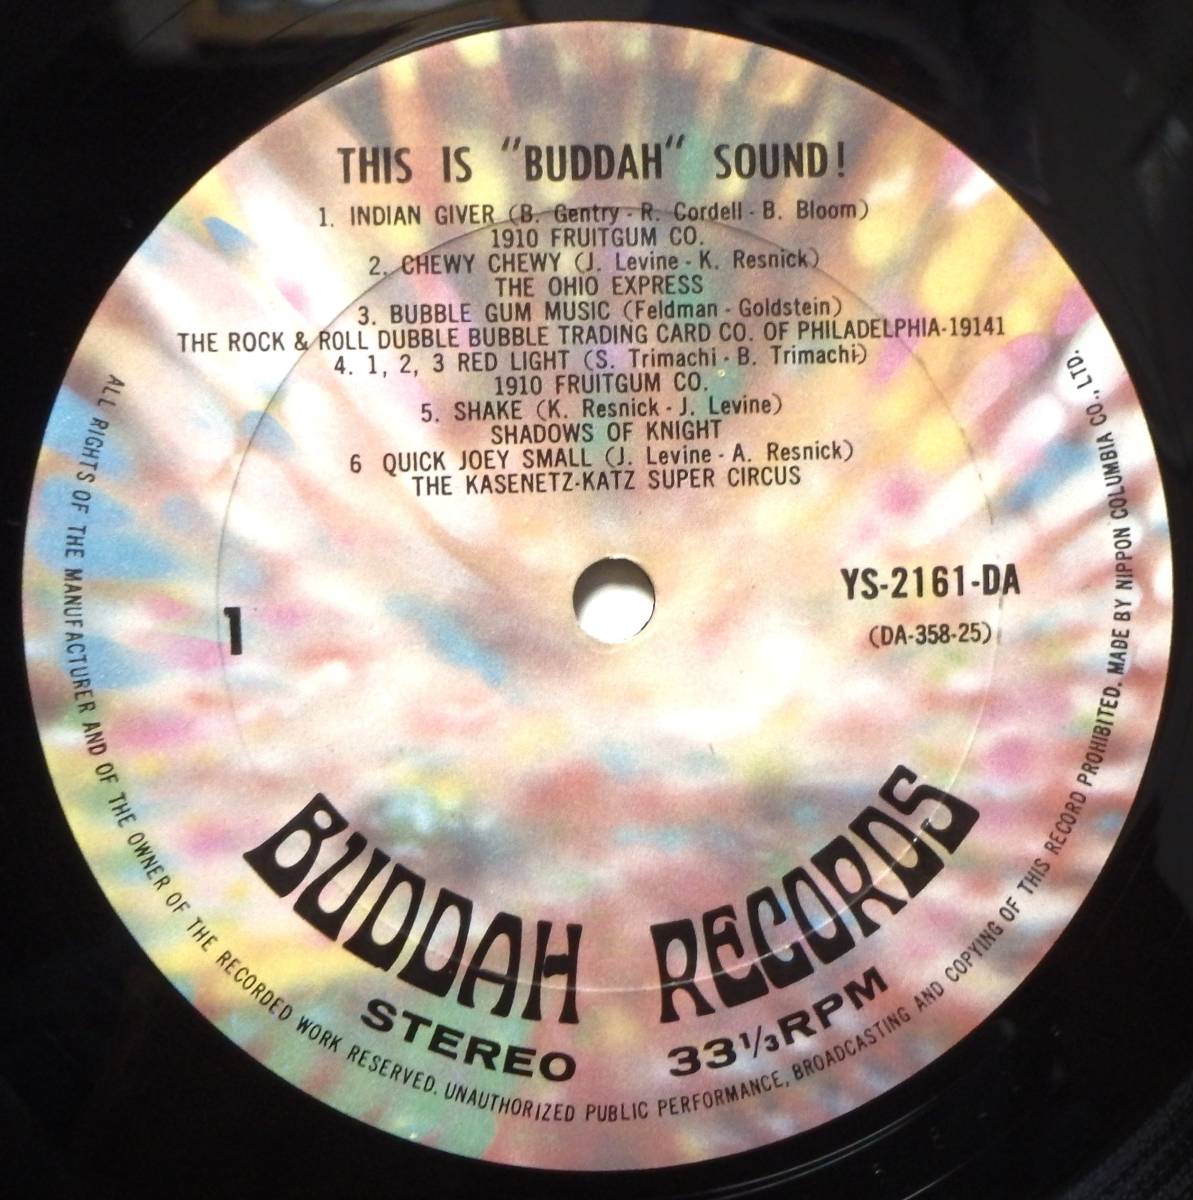 THIS IS "BUDDAH" SOUND!
1. INDIAN GIVER (B. Gentry - R. Cordell - B. Bloom)
1910 FRUITGUM CO.
2. CHEWY CHEWY (J. Levine - K. Resnick)
THE OHIO EXPRESS
3. BUBBLE GUM MUSIC (Feldman - Goldstein)
THE ROCK & ROLL DUBBLE BUBBLE TRADING CARD CO. OF PHILADELPHIA-19141
4. 1, 2, 3 RED LIGHT (S. Trimachi - B. Trimachi)
1910 FRUITGUM CO.
5. SHAKE (K. Resnick - J. Levine)
SHADOWS OF KNIGHT
6 QUICK JOEY SMALL (J. Levine - A. Resnick)
THE KASENETZ-KATZ SUPER CIRCUS
YS-2161-DA
1
(DA-358-25)
BUDDAH RECORDS
STEREO 33⅓RPM
ALL RIGHTS OF THE MANUFACTURER AND OF THE OWNER OF THE RECORDED WORK RESERVED. UNAUTHORIZED PUBLIC PERFORMANCE, BROADCASTING AND COPYING OF THIS RECORD PROHIBITED. MADE BY NIPPON COLUMBIA CO., LTD.